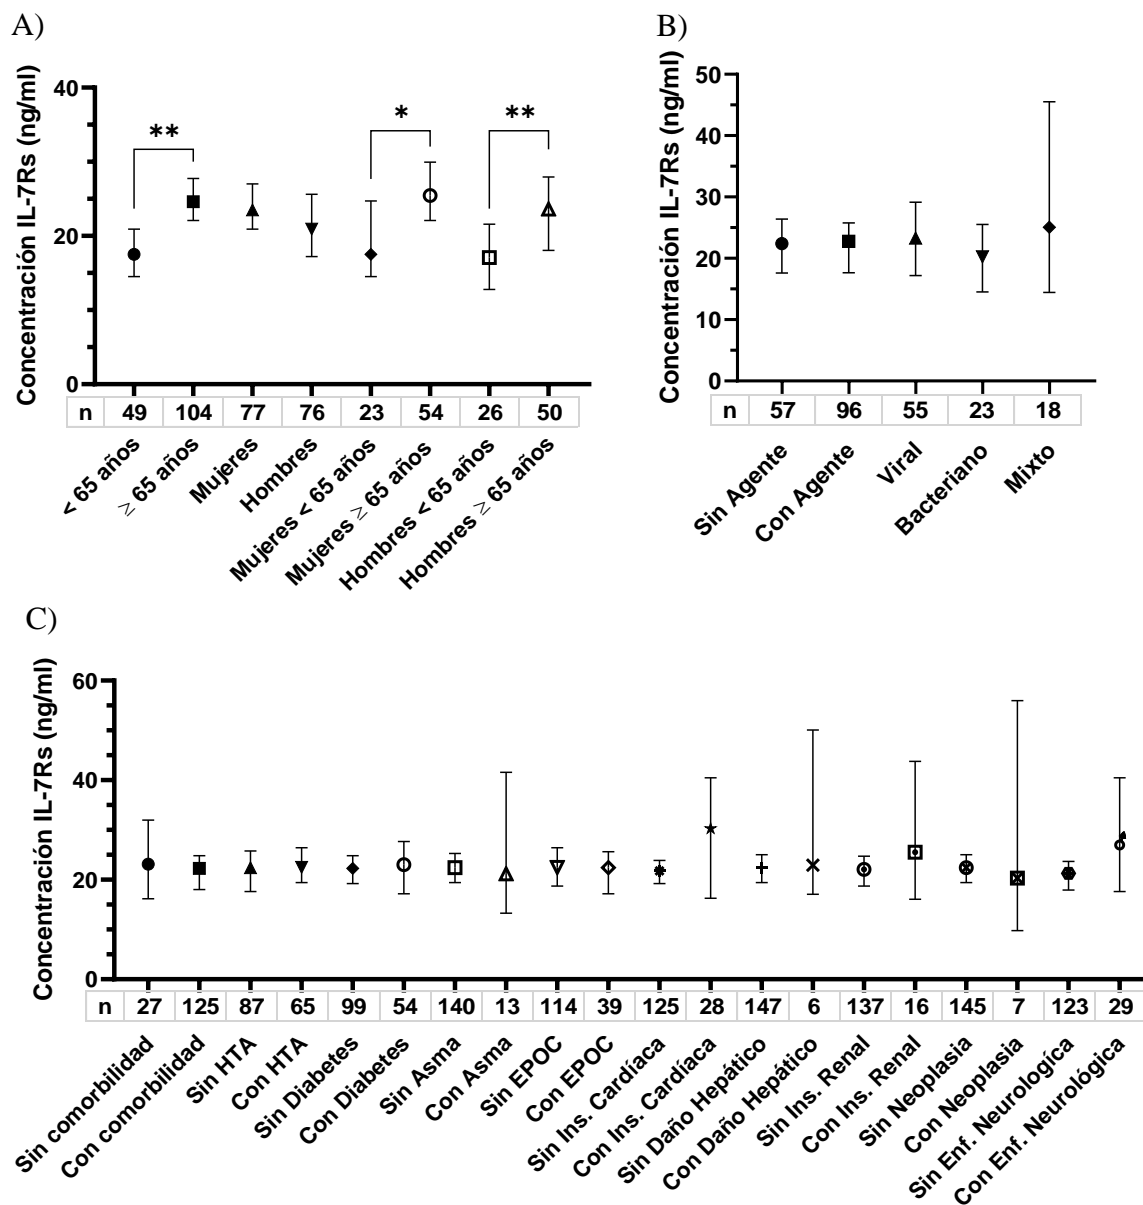 A)
Concentración IL-7Rs (ng/ml)
40
20
0
**
*
**
n 49 104 77 76 23 54 26 50
< 65 años
≥ 65 años
Mujeres
Hombres
Mujeres < 65 años
Mujeres ≥ 65 años
Hombres < 65 años
Hombres ≥ 65 años
B)
Concentración IL-7Rs (ng/ml)
50
40
30
20
10
0
n 57 96 55 23 18
Sin Agente
Con Agente
Viral
Bacteriano
Mixto
C)
Concentración IL-7Rs (ng/ml)
60
40
20
0
n 27 125 87 65 99 54 140 13 114 39 125 28 147 6 137 16 145 7 123 29
Sin comorbilidad
Con comorbilidad
Sin HTA
Con HTA
Sin Diabetes
Con Diabetes
Sin Asma
Con Asma
Sin EPOC
Con EPOC
Sin Ins. Cardíaca
Con Ins. Cardíaca
Sin Daño Hepático
Con Daño Hepático
Sin Ins. Renal
Con Ins. Renal
Sin Neoplasia
Con Neoplasia
Sin Enf. Neurologíca
Con Enf. Neurológica